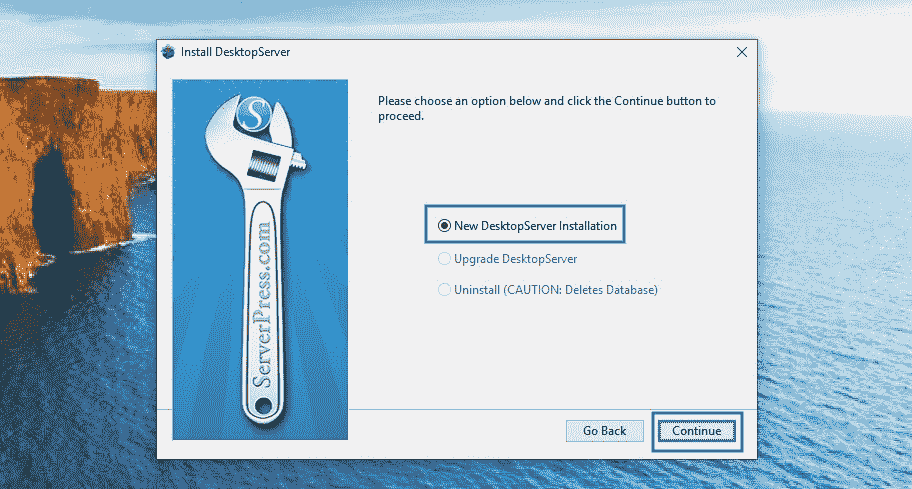 Install DesktopServer
S
ServerPress.com
Please choose an option below and click the Continue button to
proceed.
New DesktopServer Installation
Upgrade DesktopServer
Uninstall (CAUTION: Deletes Database)
Go Back
Continue